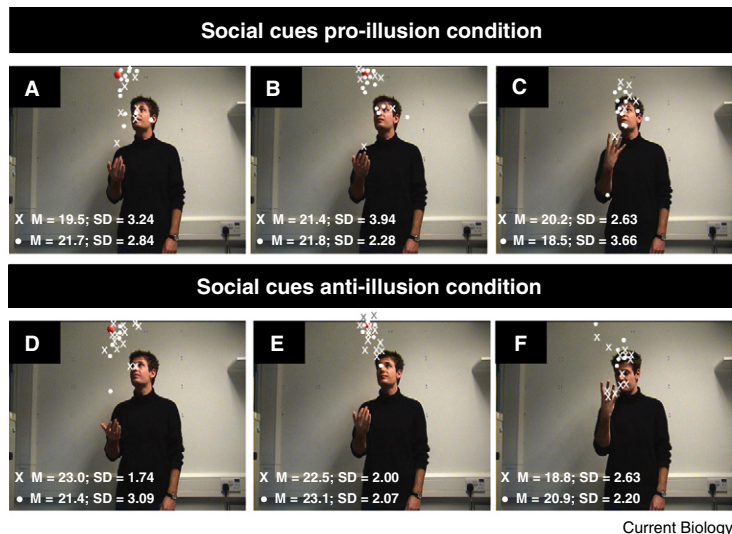 Social cues pro-illusion condition
A
B
C
X M = 19.5; SD = 3.24
• M = 21.7; SD = 2.84
X M = 21.4; SD = 3.94
• M = 21.8; SD = 2.28
X M = 20.2; SD = 2.63
• M = 18.5; SD = 3.66
Social cues anti-illusion condition
D
E
F
X M = 23.0; SD = 1.74
• M = 21.4; SD = 3.09
X M = 22.5; SD = 2.00
• M = 23.1; SD = 2.07
X M = 18.8; SD = 2.63
• M = 20.9; SD = 2.20
Current Biology